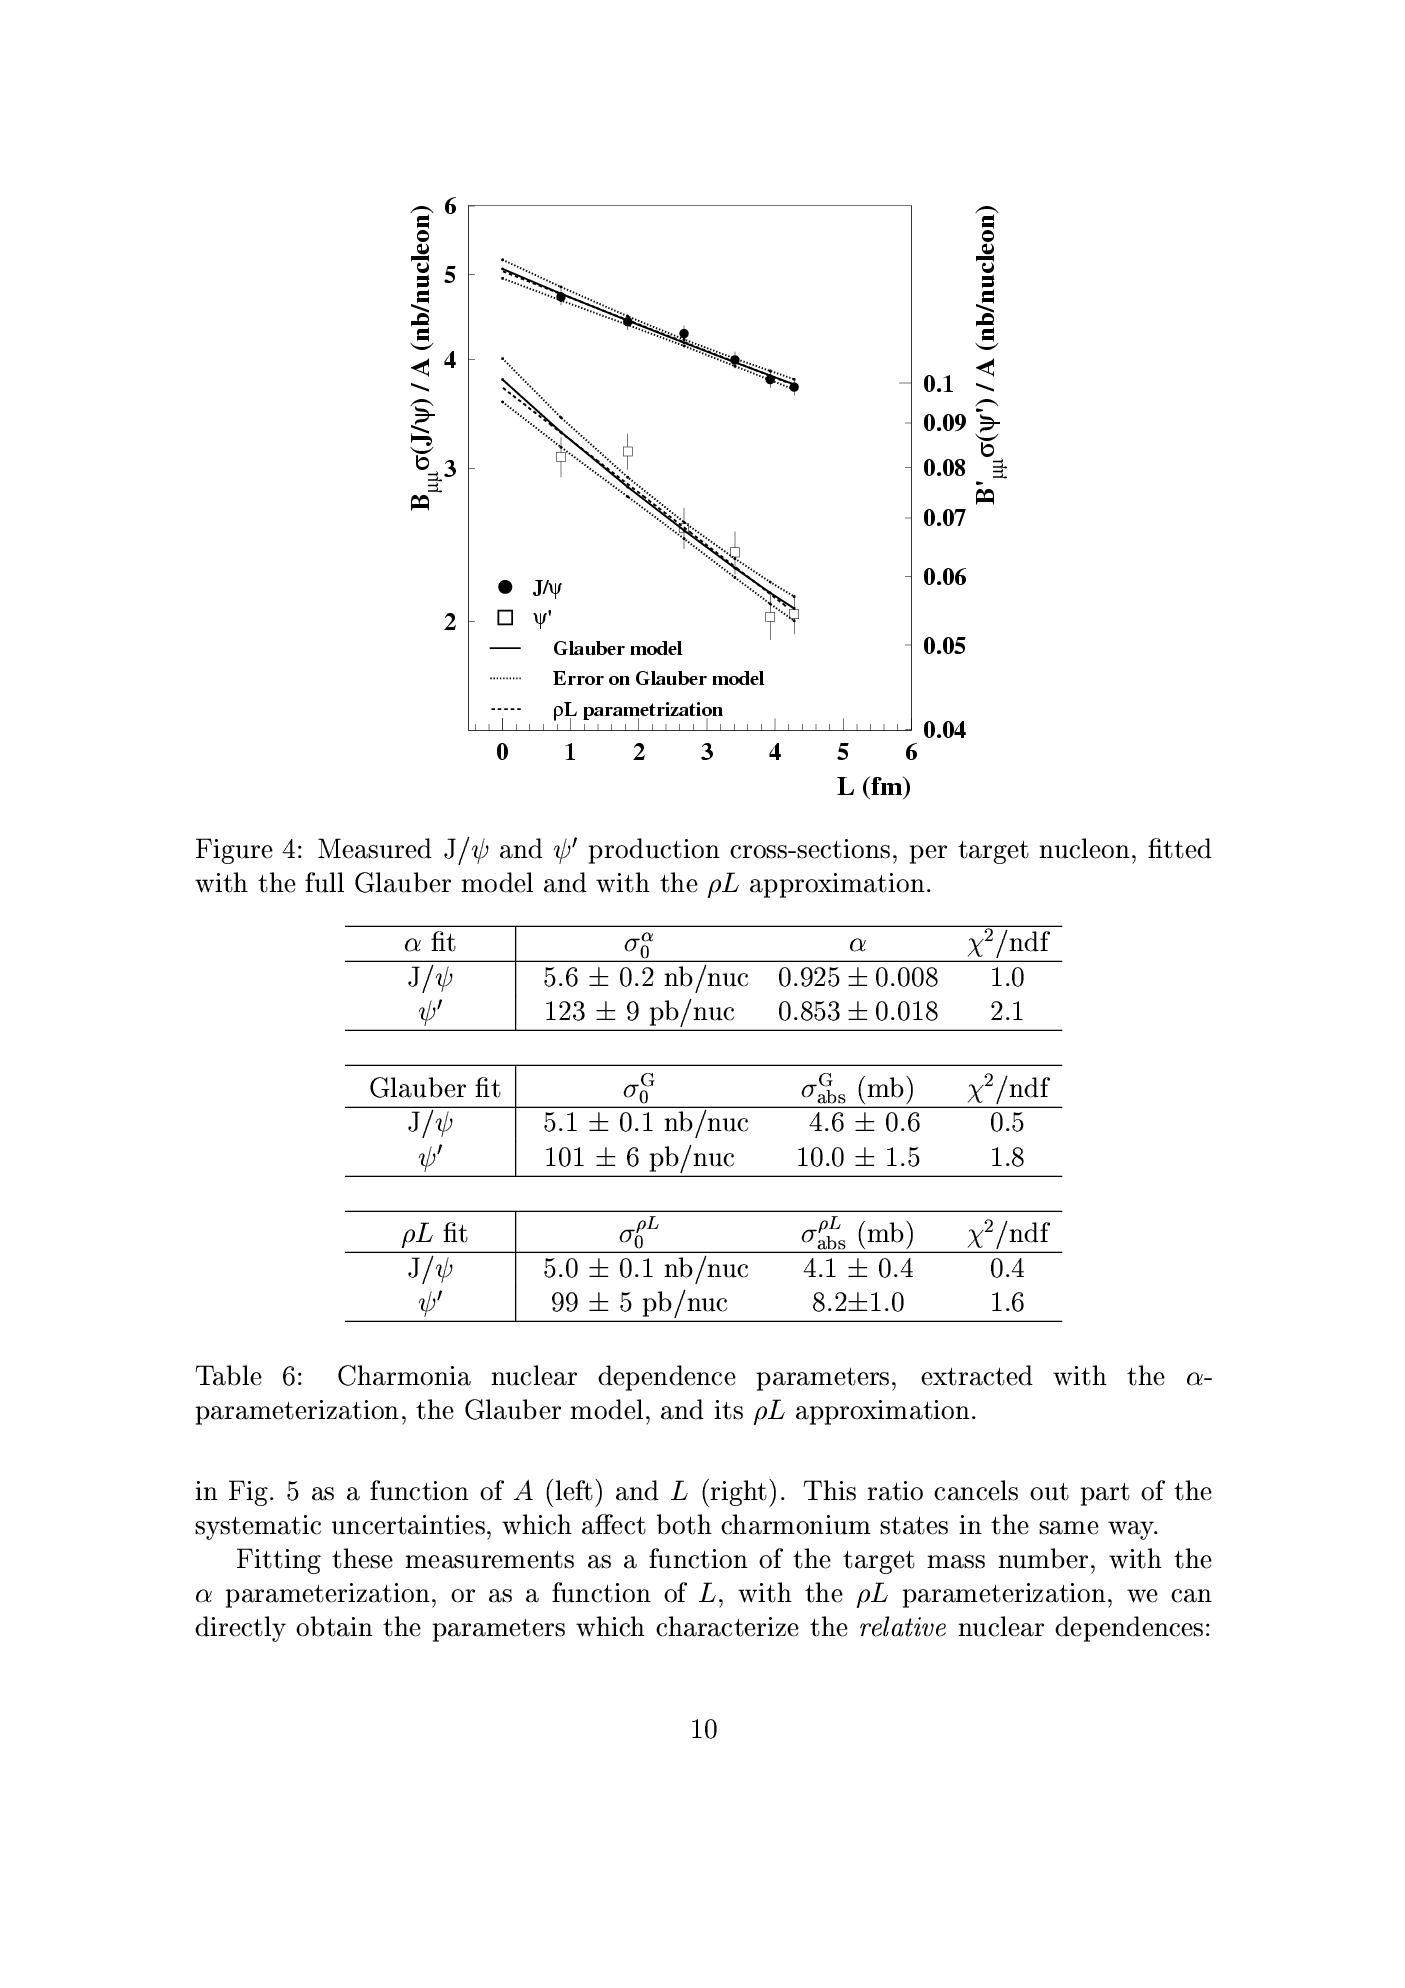 6
5
4
3
2
B_μμ σ(J/ψ) / A (nb/nucleon)
0.1
0.09
0.08
0.07
0.06
0.05
0.04
B'_μμ σ(ψ') / A (nb/nucleon)
J/ψ
ψ'
Glauber model
Error on Glauber model
ρL parametrization
0 1 2 3 4 5 6
L (fm)
Figure 4: Measured J/ψ and ψ′ production cross-sections, per target nucleon, fitted
with the full Glauber model and with the ρL approximation.
α fit σ₀^α α χ²/ndf
J/ψ 5.6 ± 0.2 nb/nuc 0.925 ± 0.008 1.0
ψ′ 123 ± 9 pb/nuc 0.853 ± 0.018 2.1
Glauber fit σ₀^G σ_abs^G (mb) χ²/ndf
J/ψ 5.1 ± 0.1 nb/nuc 4.6 ± 0.6 0.5
ψ′ 101 ± 6 pb/nuc 10.0 ± 1.5 1.8
ρL fit σ₀^ρL σ_abs^ρL (mb) χ²/ndf
J/ψ 5.0 ± 0.1 nb/nuc 4.1 ± 0.4 0.4
ψ′ 99 ± 5 pb/nuc 8.2±1.0 1.6
Table 6: Charmonia nuclear dependence parameters, extracted with the α-
parameterization, the Glauber model, and its ρL approximation.
in Fig. 5 as a function of A (left) and L (right). This ratio cancels out part of the
systematic uncertainties, which affect both charmonium states in the same way.
Fitting these measurements as a function of the target mass number, with the
α parameterization, or as a function of L, with the ρL parameterization, we can
directly obtain the parameters which characterize the relative nuclear dependences:
10